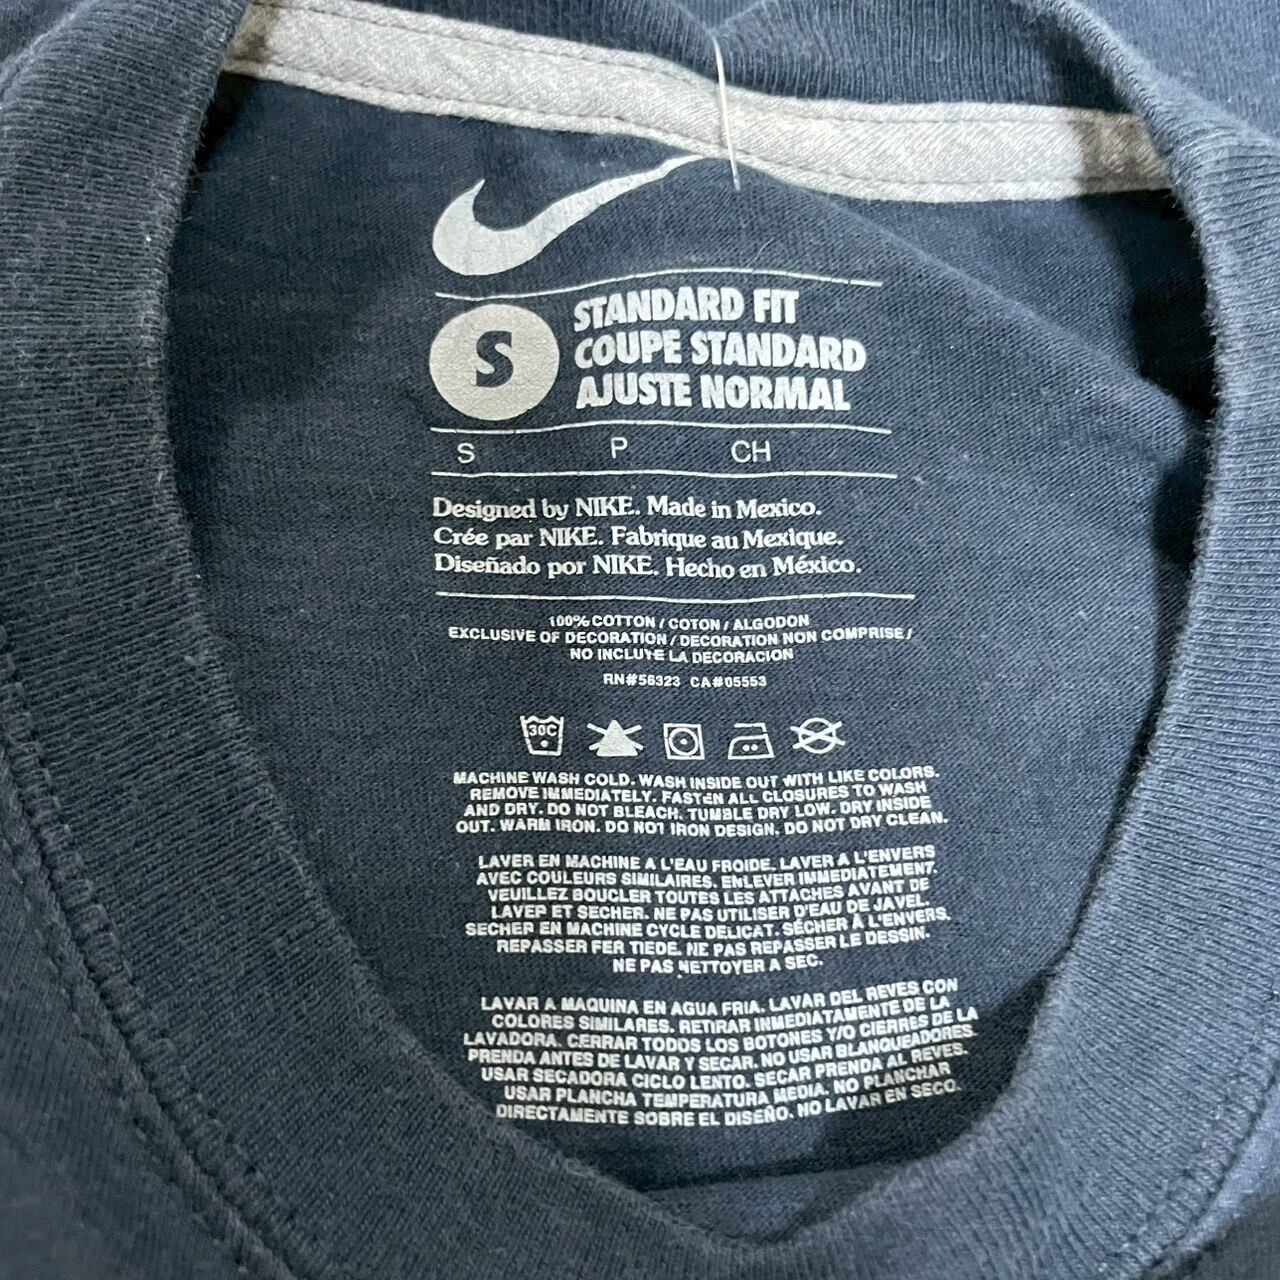 S
STANDARD FIT
COUPE STANDARD
AJUSTE NORMAL
S P CH
Designed by NIKE. Made in Mexico.
Crée par NIKE. Fabrique au Mexique.
Diseñado por NIKE. Hecho en México.
100% COTTON / COTON / ALGODON
EXCLUSIVE OF DECORATION / DECORATION NON COMPRISE /
NO INCLUYE LA DECORACION
RN#56323 CA#05553
30C
MACHINE WASH COLD. WASH INSIDE OUT WITH LIKE COLORS.
REMOVE IMMEDIATELY. FASTEN ALL CLOSURES TO WASH
AND DRY. DO NOT BLEACH. TUMBLE DRY LOW. DRY INSIDE
OUT. WARM IRON. DO NOT IRON DESIGN. DO NOT DRY CLEAN.
LAVER EN MACHINE A L'EAU FROIDE. LAVER A L'ENVERS
AVEC COULEURS SIMILAIRES. ENLEVER IMMEDIATEMENT.
VEUILLEZ BOUCLER TOUTES LES ATTACHES AVANT DE
LAVER ET SECHER. NE PAS UTILISER D'EAU DE JAVEL.
SECHER EN MACHINE CYCLE DELICAT. SÉCHER À L'ENVERS.
REPASSER FER TIEDE. NE PAS REPASSER LE DESSIN.
NE PAS NETTOYER A SEC.
LAVAR A MAQUINA EN AGUA FRIA. LAVAR DEL REVES CON
COLORES SIMILARES. RETIRAR INMEDIATAMENTE DE LA
LAVADORA. CERRAR TODOS LOS BOTONES Y/O CIERRES DE LA
PRENDA ANTES DE LAVAR Y SECAR. NO USAR BLANQUEADORES.
USAR SECADORA CICLO LENTO. SECAR PRENDA AL REVES.
USAR PLANCHA TEMPERATURA MEDIA. NO PLANCHAR
DIRECTAMENTE SOBRE EL DISEÑO. NO LAVAR EN SECO.